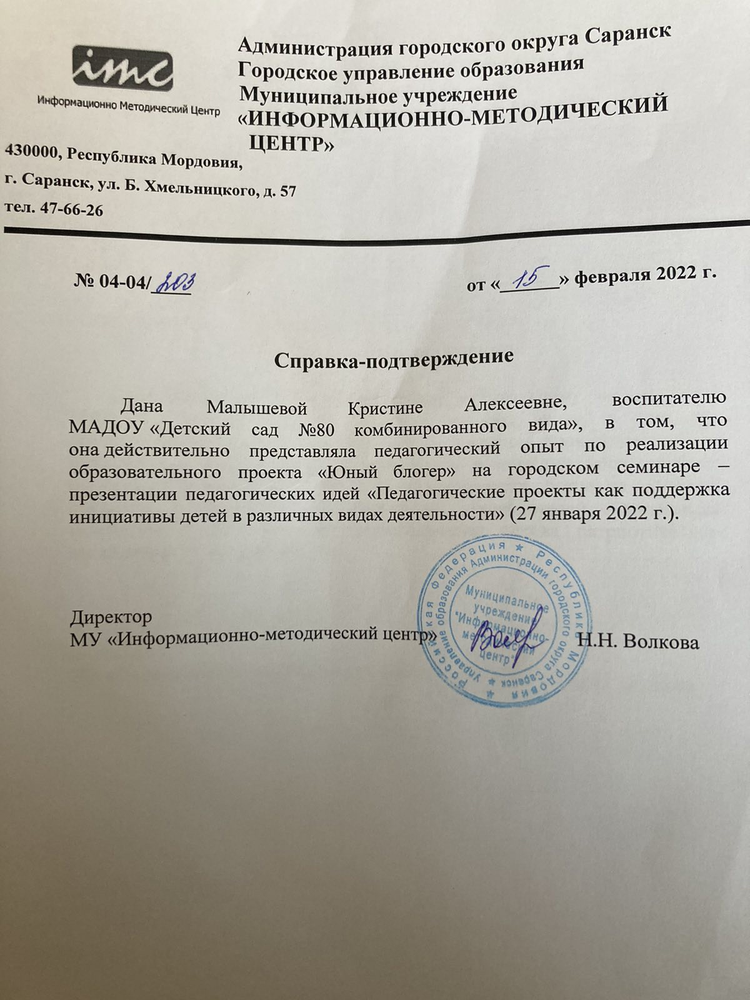 imc
Информационно Методический Центр
Администрация городского округа Саранск
Городское управление образования
Муниципальное учреждение
«ИНФОРМАЦИОННО-МЕТОДИЧЕСКИЙ
ЦЕНТР»
430000, Республика Мордовия,
г. Саранск, ул. Б. Хмельницкого, д. 57
тел. 47-66-26
№ 04-04/203
от «15» февраля 2022 г.
Справка-подтверждение
Дана Малышевой Кристине Алексеевне, воспитателю
МАДОУ «Детский сад №80 комбинированного вида», в том, что
она действительно представляла педагогический опыт по реализации
образовательного проекта «Юный блогер» на городском семинаре –
презентации педагогических идей «Педагогические проекты как поддержка
инициативы детей в различных видах деятельности» (27 января 2022 г.).
Директор
МУ «Информационно-методический центр»
Н.Н. Волкова
Российская Федерация ★ Республика Мордовия ★
Управление образования Администрации городского округа Саранск ★
Муниципальное
учреждение
"Информационно-
методический
центр"